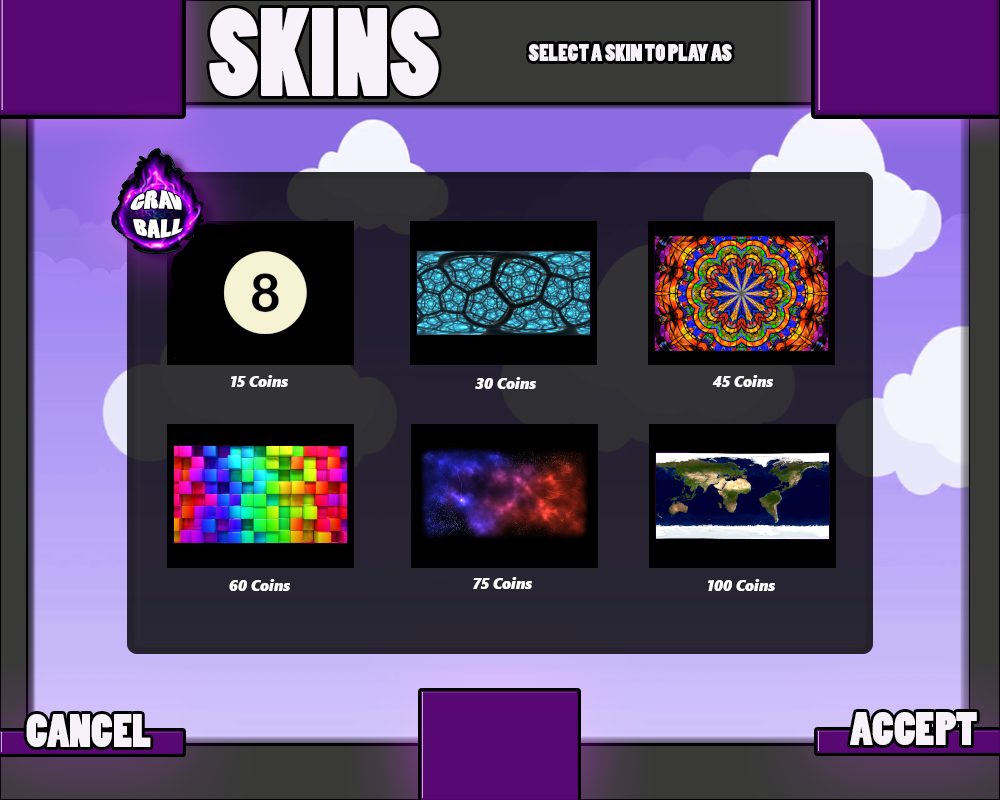 SKINS
SELECT A SKIN TO PLAY AS
GRAV
BALL
8
15 Coins
30 Coins
45 Coins
60 Coins
75 Coins
100 Coins
CANCEL
ACCEPT